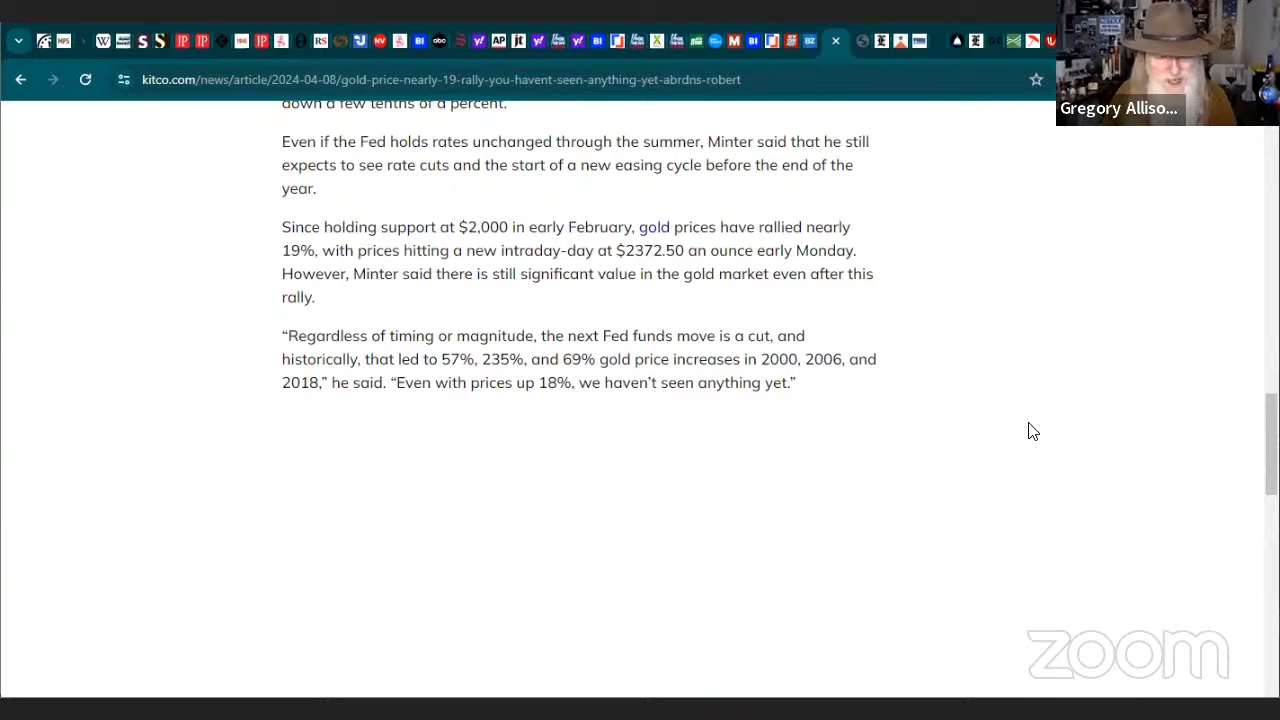 kitco.com/news/article/2024-04-08/gold-price-nearly-19-rally-you-havent-seen-anything-yet-abrdns-robert
Gregory Alliso...
down a few tenths of a percent.
Even if the Fed holds rates unchanged through the summer, Minter said that he still
expects to see rate cuts and the start of a new easing cycle before the end of the
year.
Since holding support at $2,000 in early February, gold prices have rallied nearly
19%, with prices hitting a new intraday-day at $2372.50 an ounce early Monday.
However, Minter said there is still significant value in the gold market even after this
rally.
“Regardless of timing or magnitude, the next Fed funds move is a cut, and
historically, that led to 57%, 235%, and 69% gold price increases in 2000, 2006, and
2018,” he said. “Even with prices up 18%, we haven’t seen anything yet.”
zoom